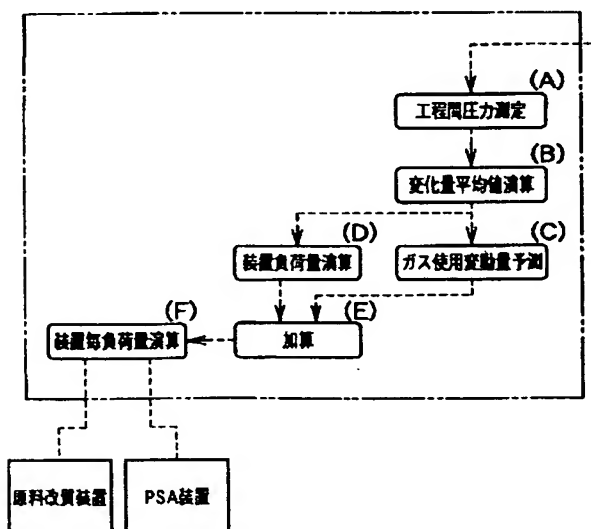 (A)
工程間圧力測定
(B)
変化量平均値演算
(D)
(C)
装置負荷量演算
ガス使用変動量予測
(F)
(E)
装置毎負荷量演算
加算
原料改質装置
PSA装置